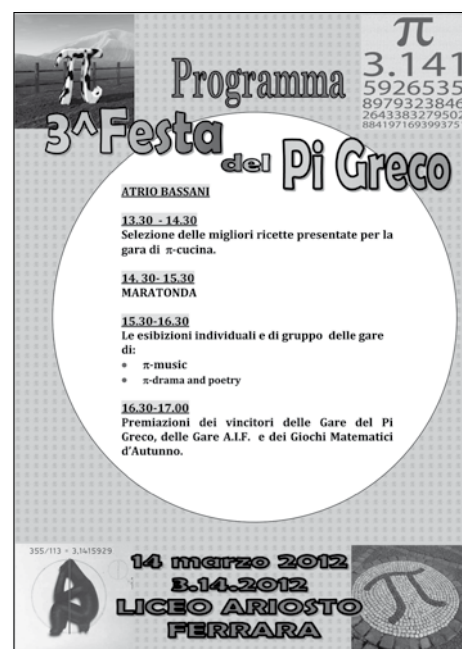 π
3.141
5926535
8979323846
2643383279502
884197169399375
Programma
3^Festa
del Pi Greco
ATRIO BASSANI
13.30 - 14.30
Selezione delle migliori ricette presentate per la
gara di π-cucina.
14. 30- 15.30
MARATONDA
15.30-16.30
Le esibizioni individuali e di gruppo delle gare
di:
• π-music
• π-drama and poetry
16.30-17.00
Premiazioni dei vincitori delle Gare del Pi
Greco, delle Gare A.I.F. e dei Giochi Matematici
d'Autunno.
355/113 = 3,1415929
14 marzo 2012
3.14.2012
LICEO ARIOSTO
FERRARA